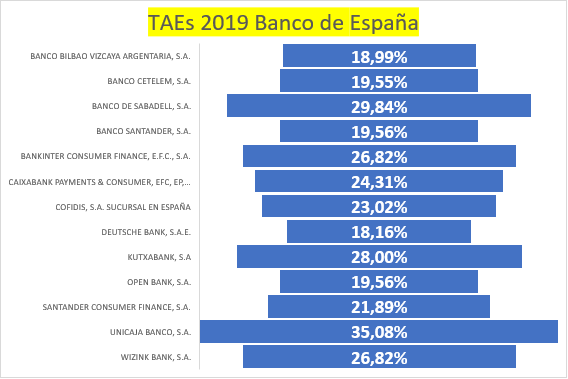 TAEs 2019 Banco de España
BANCO BILBAO VIZCAYA ARGENTARIA, S.A. 18,99%
BANCO CETELEM, S.A. 19,55%
BANCO DE SABADELL, S.A. 29,84%
BANCO SANTANDER, S.A. 19,56%
BANKINTER CONSUMER FINANCE, E.F.C., S.A. 26,82%
CAIXABANK PAYMENTS & CONSUMER, EFC, EP,... 24,31%
COFIDIS, S.A. SUCURSAL EN ESPAÑA 23,02%
DEUTSCHE BANK, S.A.E. 18,16%
KUTXABANK, S.A 28,00%
OPEN BANK, S.A. 19,56%
SANTANDER CONSUMER FINANCE, S.A. 21,89%
UNICAJA BANCO, S.A. 35,08%
WIZINK BANK, S.A. 26,82%